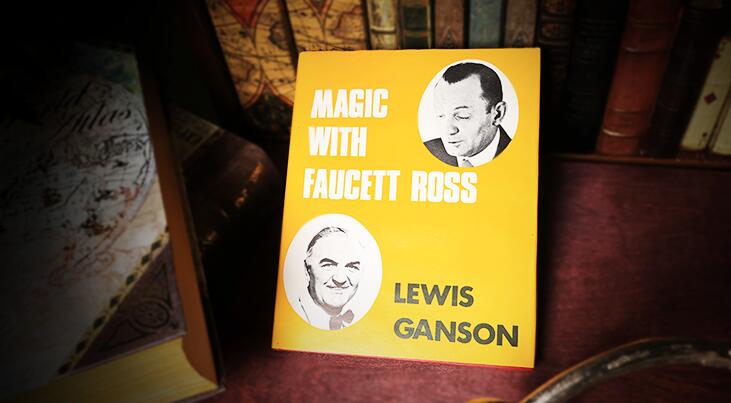 MAGIC
WITH
FAUCETT ROSS
LEWIS
GANSON